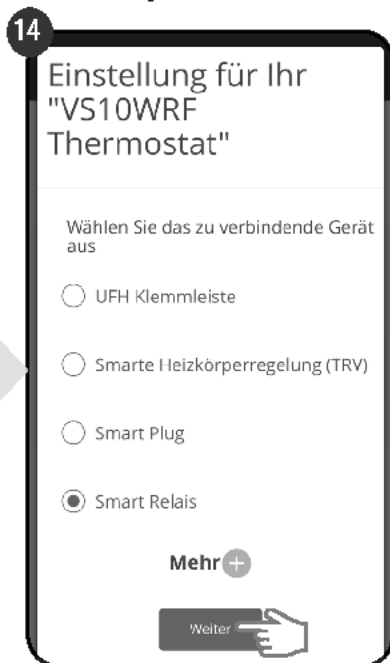 14
Einstellung für Ihr
"VS10WRF
Thermostat"
Wählen Sie das zu verbindende Gerät
aus
UFH Klemmleiste
Smarte Heizkörperregelung (TRV)
Smart Plug
Smart Relais
Mehr
Weiter